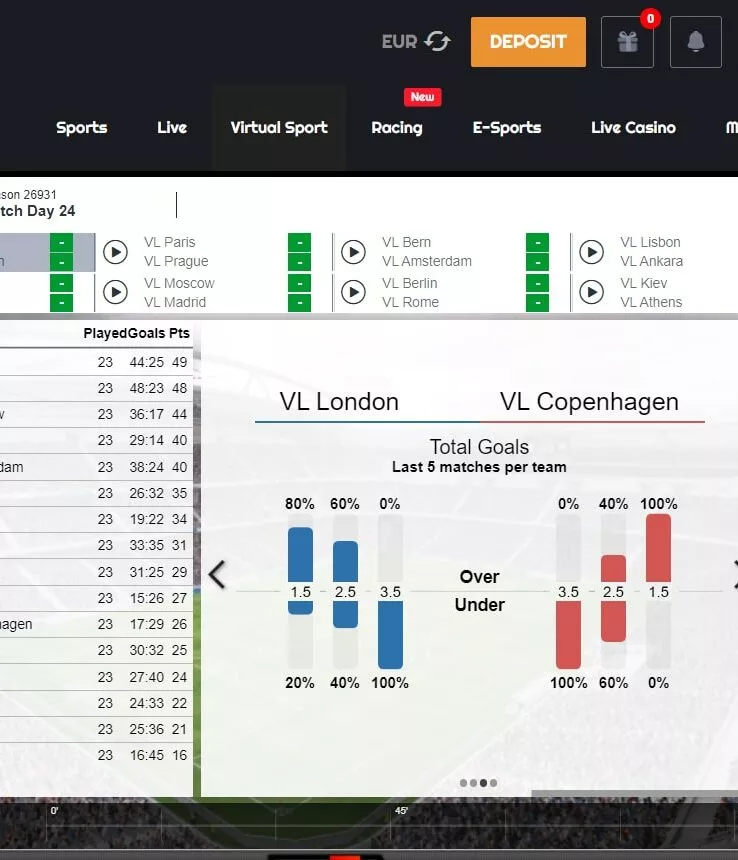 EUR DEPOSIT 0
New
Sports Live Virtual Sport Racing E-Sports Live Casino M
son 26931
tch Day 24
- VL Paris - VL Bern - VL Lisbon
- VL Prague - VL Amsterdam - VL Ankara
- VL Moscow - VL Berlin - VL Kiev
- VL Madrid - VL Rome - VL Athens
Played Goals Pts
23 44:25 49
23 48:23 48
23 36:17 44
23 29:14 40
dam 23 38:24 40
23 26:32 35
23 19:22 34
23 33:35 31
23 31:25 29
23 15:26 27
hagen 23 17:29 26
23 30:32 25
23 27:40 24
23 24:33 22
23 25:36 21
23 16:45 16
VL London VL Copenhagen
Total Goals
Last 5 matches per team
80% 60% 0% 0% 40% 100%
Over
1.5 2.5 3.5 3.5 2.5 1.5
Under
20% 40% 100% 100% 60% 0%
0' 45'